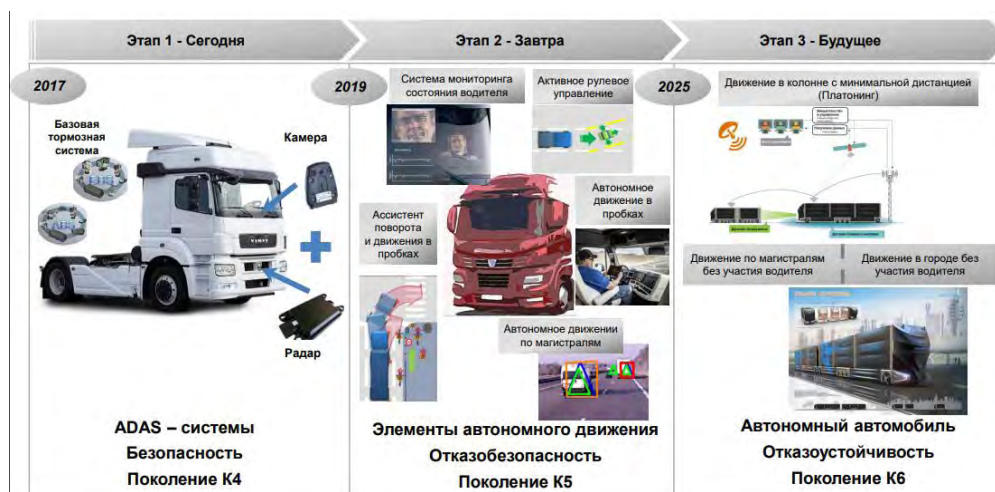 Этап 1 - Сегодня
Этап 2 - Завтра
Этап 3 - Будущее
2017
Базовая
тормозная
система
EBS
ABS
Камера
KAMAZ
Радар
ADAS – системы
Безопасность
Поколение К4
2019
Система мониторинга
состояния водителя
Активное рулевое
управление
Ассистент
поворота
и движения в
пробках
Автономное
движение в
пробках
Автономное движении
по магистралям
Элементы автономного движения
Отказобезопасность
Поколение К5
2025
Движение в колонне с минимальной дистанцией
(Платонинг)
Движение по магистралям
без участия водителя
Движение в городе без
участия водителя
Автономный автомобиль
Отказоустойчивость
Поколение К6